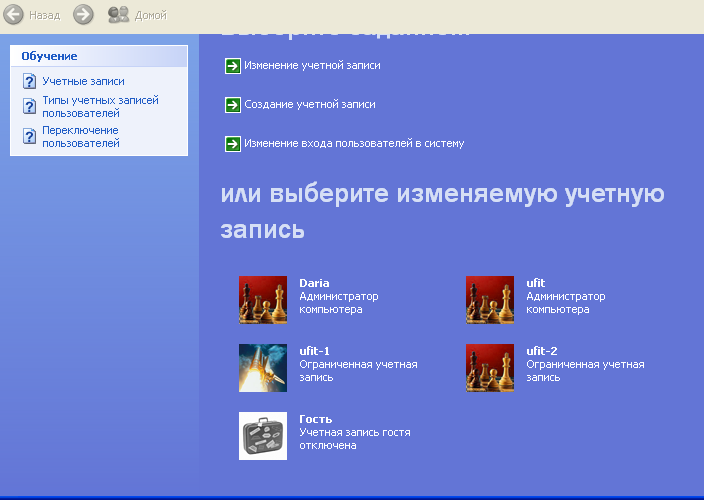 Назад
Домой
Выберите задание...
Обучение
Учетные записи
Типы учетных записей
пользователей
Переключение
пользователей
Изменение учетной записи
Создание учетной записи
Изменение входа пользователей в систему
или выберите изменяемую учетную
запись
Daria
Администратор
компьютера
ufit
Администратор
компьютера
ufit-1
Ограниченная учетная
запись
ufit-2
Ограниченная учетная
запись
Гость
Учетная запись гостя
отключена